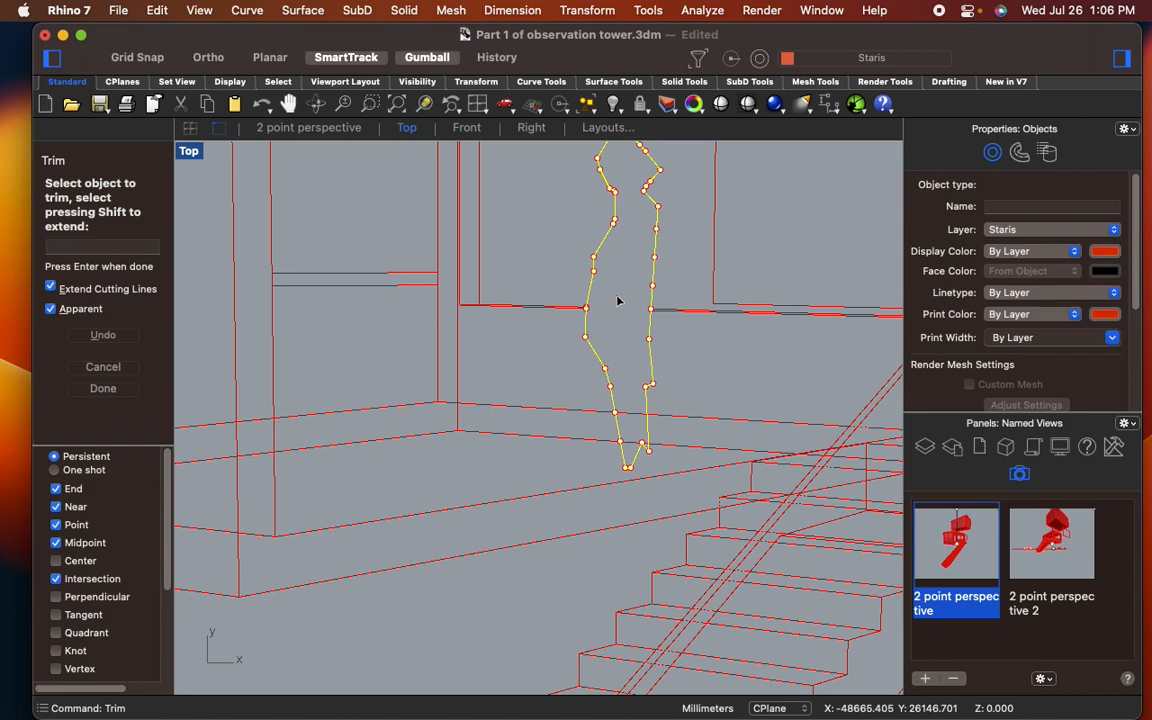 Rhino 7 File Edit View Curve Surface SubD Solid Mesh Dimension Transform Tools Analyze Render Window Help Wed Jul 26 1:06 PM
Part 1 of observation tower.3dm — Edited
Grid Snap Ortho Planar SmartTrack Gumball History Staris
Standard CPlanes Set View Display Select Viewport Layout Visibility Transform Curve Tools Surface Tools Solid Tools SubD Tools Mesh Tools Render Tools Drafting New in V7
2 point perspective Top Front Right Layouts...
Top
Trim
Select object to
trim, select
pressing Shift to
extend:
Press Enter when done
Extend Cutting Lines
Apparent
Undo
Cancel
Done
Persistent
One shot
End
Near
Point
Midpoint
Center
Intersection
Perpendicular
Tangent
Quadrant
Knot
Vertex
y
x
Properties: Objects
Object type:
Name:
Layer: Staris
Display Color: By Layer
Face Color: From Object
Linetype: By Layer
Print Color: By Layer
Print Width: By Layer
Render Mesh Settings
Custom Mesh
Adjust Settings
Panels: Named Views
2 point perspec
tive
2 point perspec
tive 2
Command: Trim Millimeters CPlane X: -48665.405 Y: 26146.701 Z: 0.000